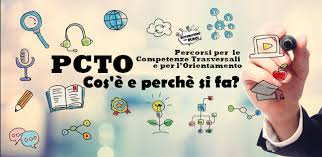 Percorsi per le
PCTO
Competenze Trasversali
e per l'Orientamento
Cos'è e perchè si fa?